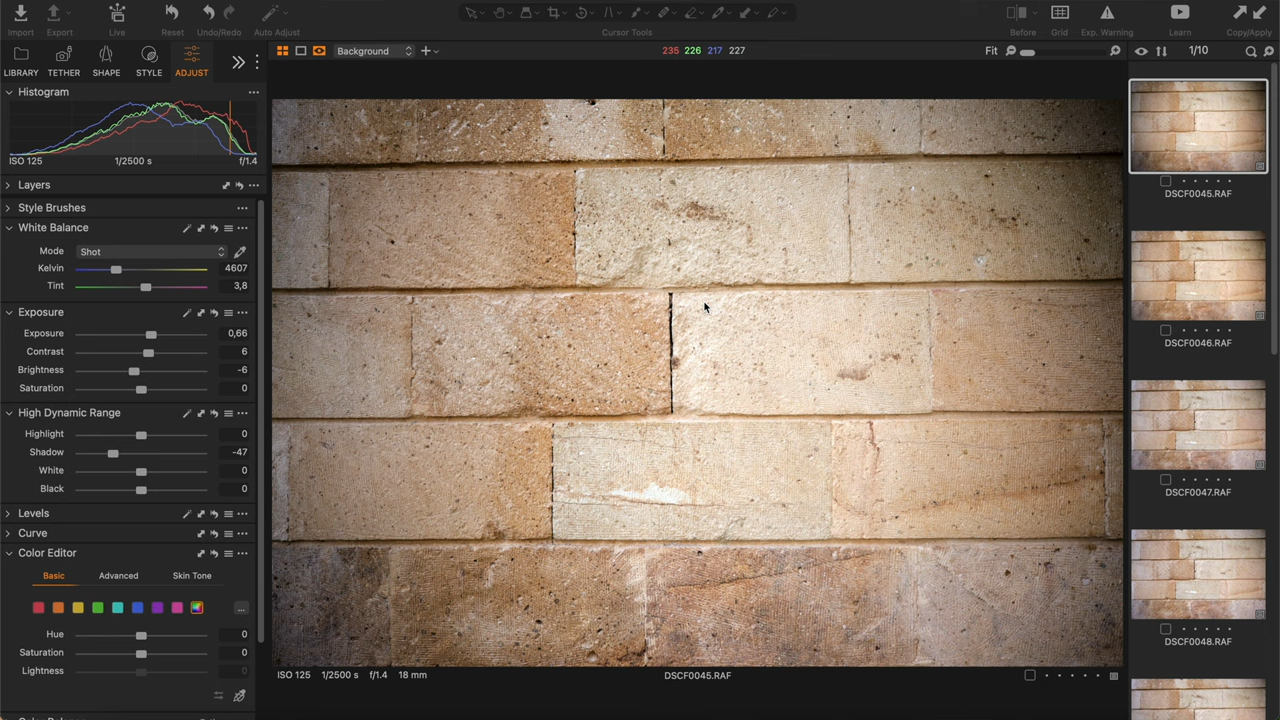 Import Export Live Reset Undo/Redo Auto Adjust Cursor Tools Before Grid Exp. Warning Learn Copy/Apply
LIBRARY TETHER SHAPE STYLE ADJUST
Background
235 226 217 227
Fit
1/10
Histogram
ISO 125 1/2500 s f/1.4
Layers
Style Brushes
White Balance
Mode Shot
Kelvin 4607
Tint 3,8
Exposure
Exposure 0,66
Contrast 6
Brightness -6
Saturation 0
High Dynamic Range
Highlight 0
Shadow -47
White 0
Black 0
Levels
Curve
Color Editor
Basic Advanced Skin Tone
Hue 0
Saturation 0
Lightness 0
ISO 125 1/2500 s f/1.4 18 mm DSCF0045.RAF
DSCF0045.RAF
DSCF0046.RAF
DSCF0047.RAF
DSCF0048.RAF